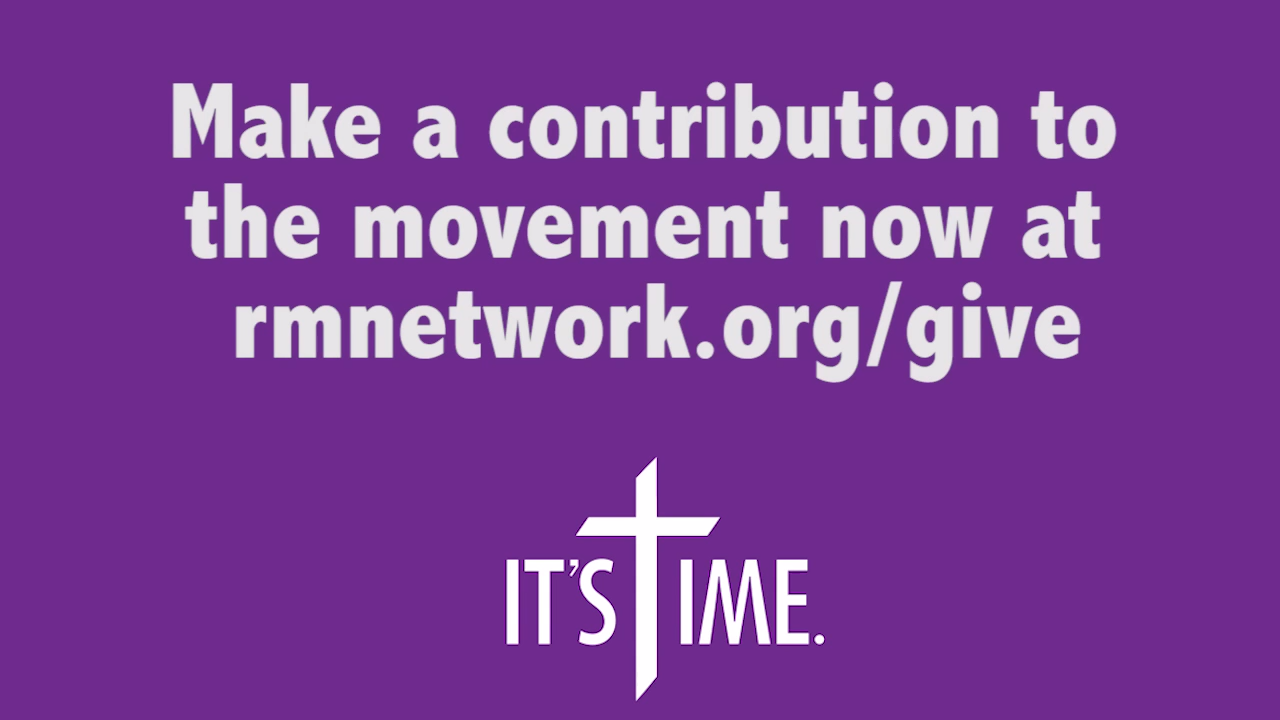 Make a contribution to
the movement now at
rmnetwork.org/give
IT'S TIME.